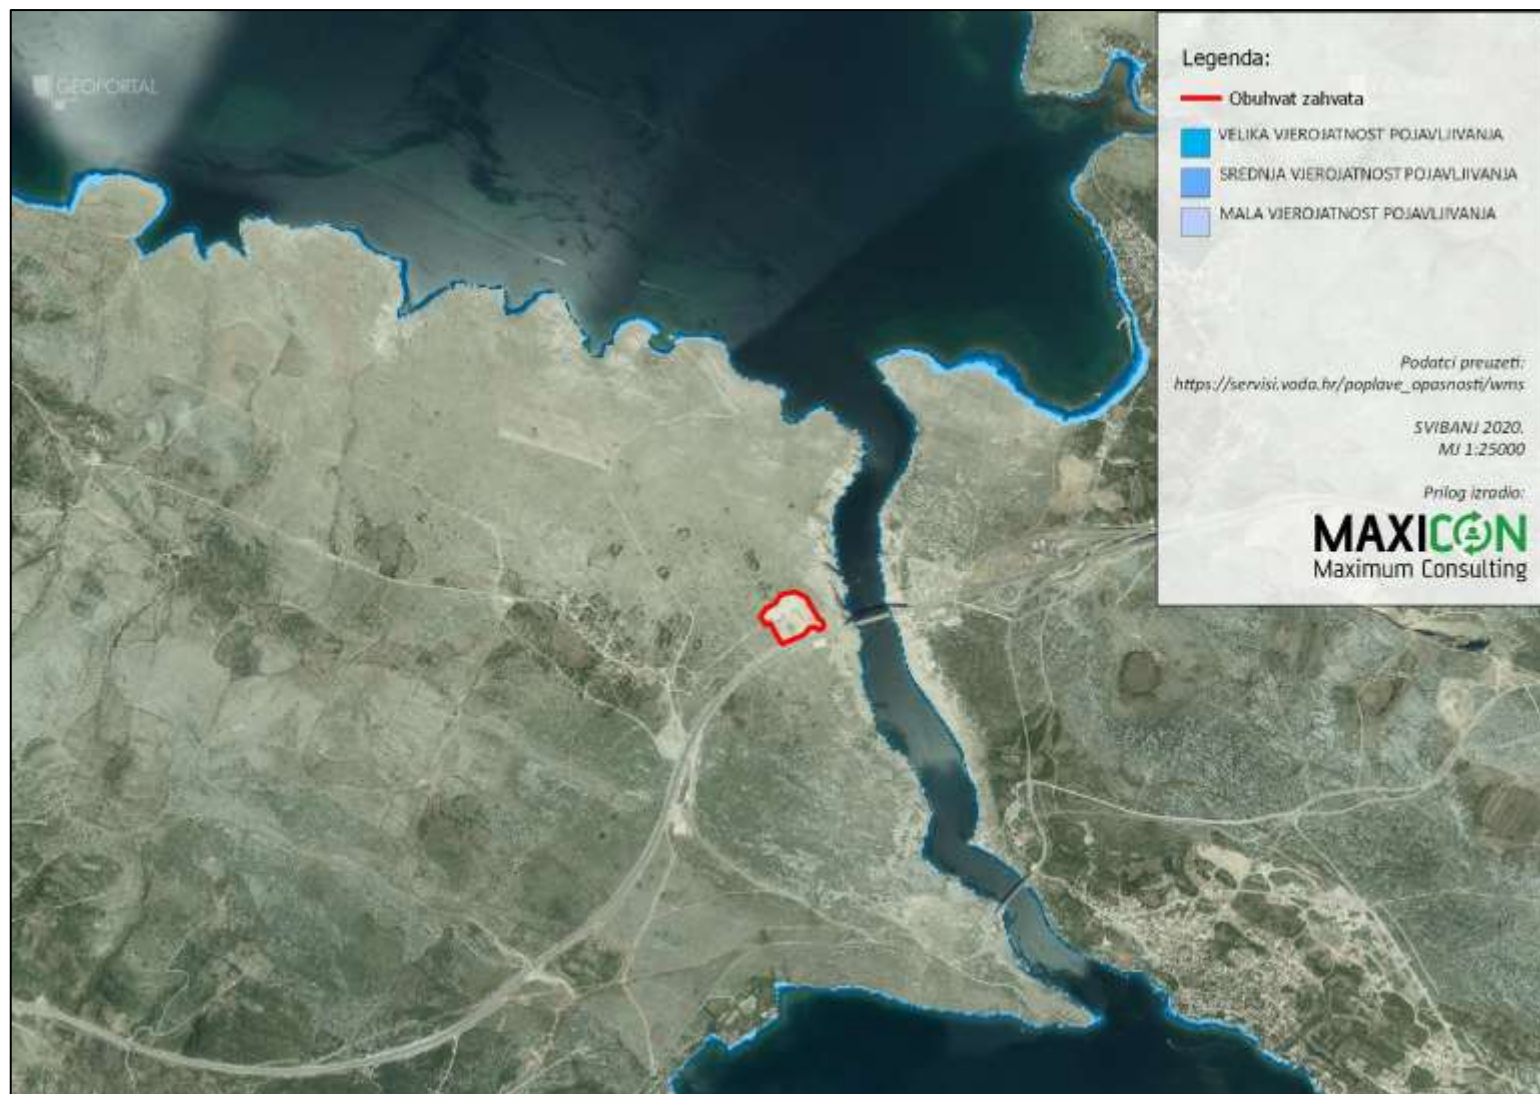 GEOPORTAL
Legenda:
Obuhvat zahvata
VELIKA VJEROJATNOST POJAVLJIVANJA
SREDNJA VJEROJATNOST POJAVLJIVANJA
MALA VJEROJATNOST POJAVLJIVANJA
Podatci preuzeti:
https://servisi.voda.hr/poplave_opasnosti/wms
SVIBANJ 2020.
MJ 1:25000
Prilog izradio:
MAXICON
Maximum Consulting